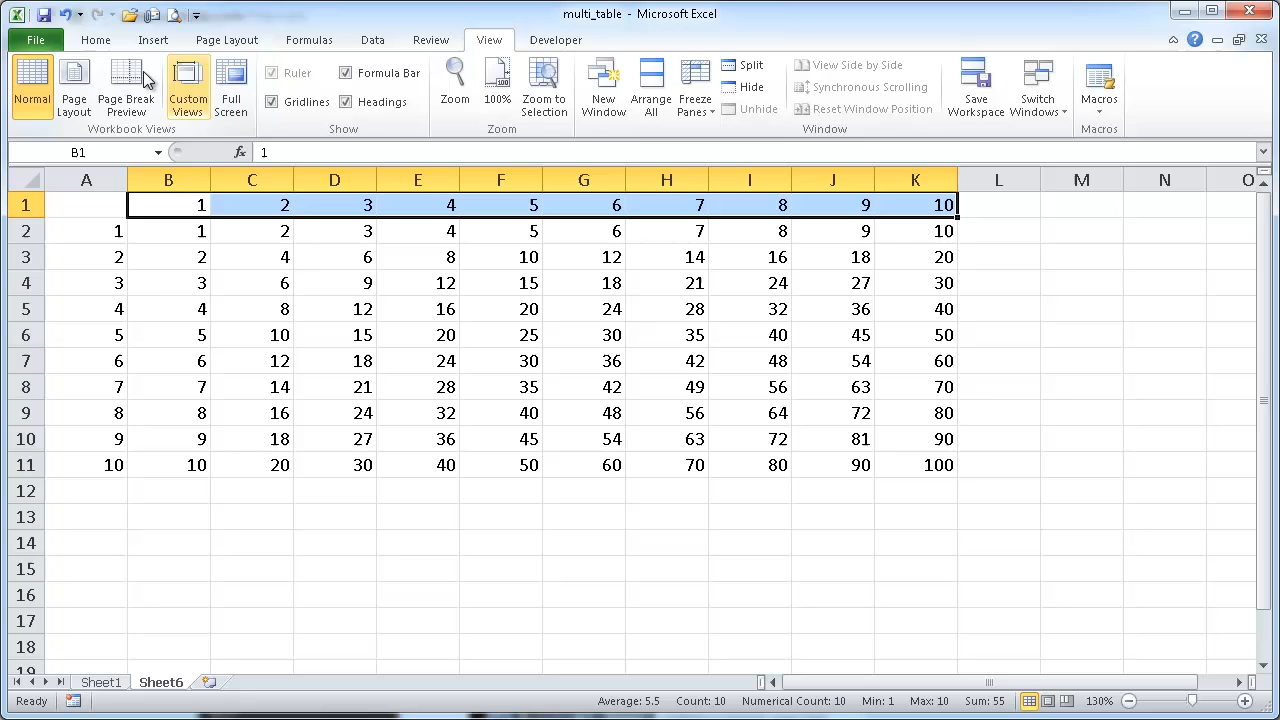 multi_table - Microsoft Excel
File Home Insert Page Layout Formulas Data Review View Developer
Normal Page Layout Page Break Preview Custom Views Full Screen
Workbook Views
Ruler Formula Bar
Gridlines Headings
Show
Zoom 100% Zoom to Selection
Zoom
New Window Arrange All Freeze Panes
Split View Side by Side
Hide Synchronous Scrolling
Unhide Reset Window Position
Save Workspace Switch Windows
Window
Macros
Macros
B1 fx 1
A B C D E F G H I J K L M N O
1 1 2 3 4 5 6 7 8 9 10
2 1 1 2 3 4 5 6 7 8 9 10
3 2 2 4 6 8 10 12 14 16 18 20
4 3 3 6 9 12 15 18 21 24 27 30
5 4 4 8 12 16 20 24 28 32 36 40
6 5 5 10 15 20 25 30 35 40 45 50
7 6 6 12 18 24 30 36 42 48 54 60
8 7 7 14 21 28 35 42 49 56 63 70
9 8 8 16 24 32 40 48 56 64 72 80
10 9 9 18 27 36 45 54 63 72 81 90
11 10 10 20 30 40 50 60 70 80 90 100
12
13
14
15
16
17
18
19
Sheet1 Sheet6
Ready Average: 5.5 Count: 10 Numerical Count: 10 Min: 1 Max: 10 Sum: 55 130%